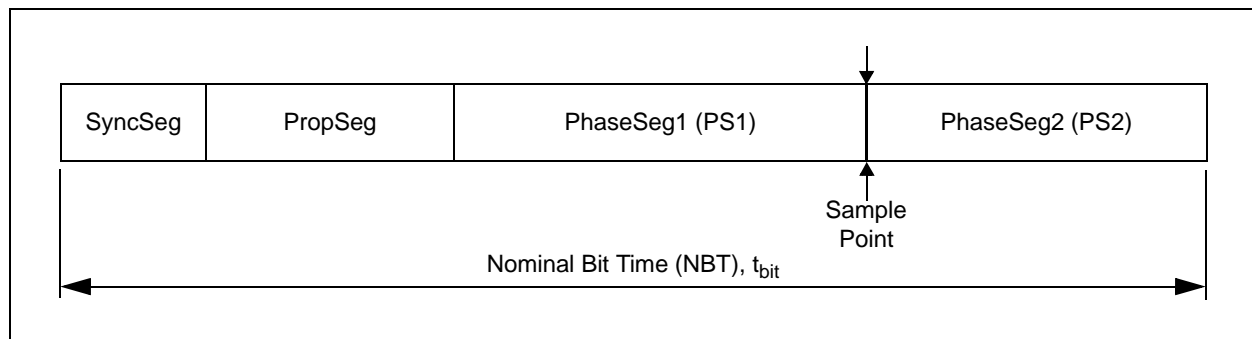 SyncSeg
PropSeg
PhaseSeg1 (PS1)
PhaseSeg2 (PS2)
Sample
Point
Nominal Bit Time (NBT), tbit